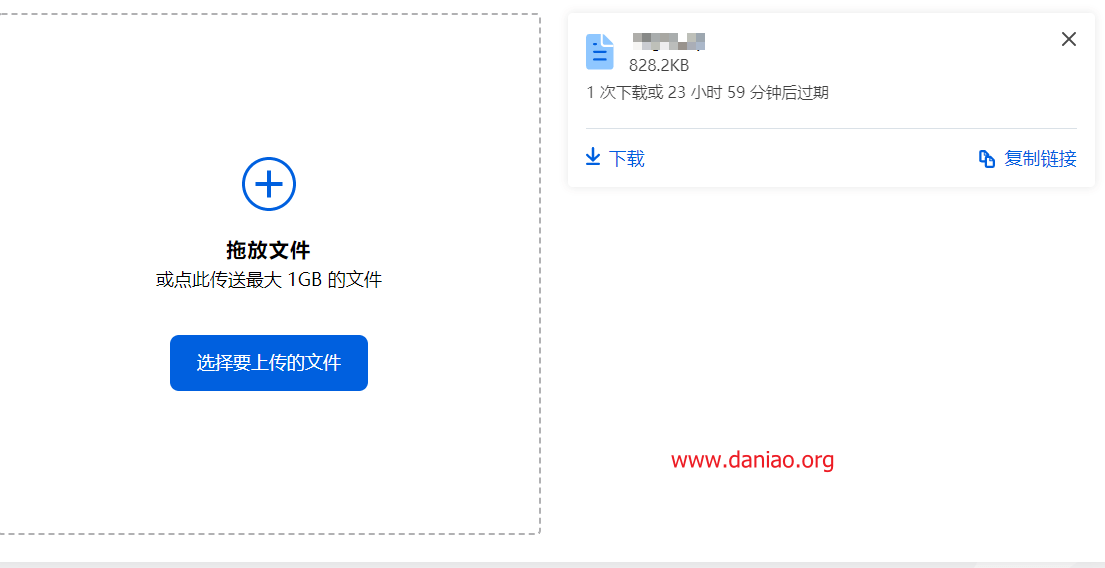 拖放文件
或点此传送最大 1GB 的文件
选择要上传的文件
828.2KB
1 次下载或 23 小时 59 分钟后过期
下载
复制链接
www.daniao.org